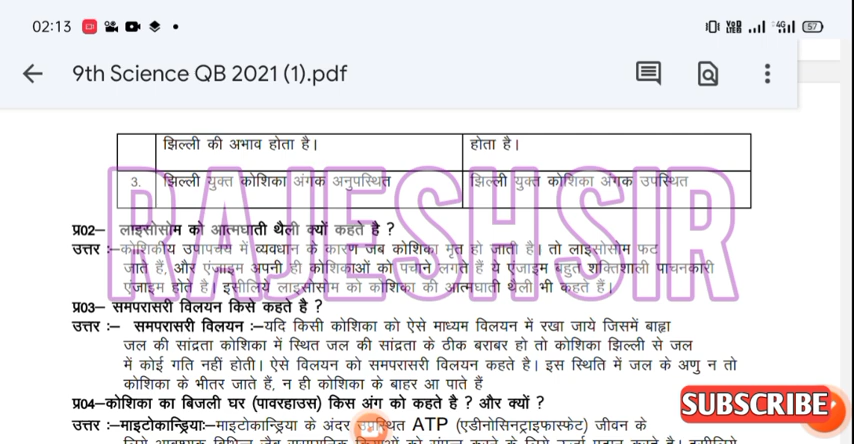 02:13
57
9th Science QB 2021 (1).pdf
झिल्ली की अभाव होता है। होता है।
3. झिल्ली युक्त कोशिका अंगक अनुपस्थित झिल्ली युक्त कोशिका अंगक उपस्थित
RAJESHSIR
प्र02– लाइसोसोम को आत्मघाती थैली क्यों कहते है ?
उत्तर :–कोशिकीय उपापचय में व्यवधान के कारण जब कोशिका मृत हो जाती है। तो लाइसोसोम फट
जाते हैं, और एंजाइम अपनी ही कोशिकाओं को पचाने लगते हैं ये एंजाइम बहुत शक्तिशाली पाचनकारी
एंजाइम होते है। इसीलिये लाइसोसोम को कोशिका की आत्मघाती थैली भी कहते हैं।
प्र03– समपरासरी विलयन किसे कहते है ?
उत्तर :– समपरासरी विलयन :–यदि किसी कोशिका को ऐसे माध्यम विलयन में रखा जाये जिसमें बाह्वा
जल की सांद्रता कोशिका में स्थित जल की सांद्रता के ठीक बराबर हो तो कोशिका झिल्ली से जल
में कोई गति नहीं होती। ऐसे विलयन को समपरासरी विलयन कहते है। इस स्थिति में जल के अणु न तो
कोशिका के भीतर जाते हैं, न ही कोशिका के बाहर आ पाते हैं
प्र04–कोशिका का बिजली घर (पावरहाउस) किस अंग को कहते है ? और क्यों ?
SUBSCRIBE
उत्तर :–माइटोकान्ड्रियाः–माइटोकान्ड्रिया के अंदर उपस्थित ATP (एडीनोसिनट्राइफास्फेट) जीवन के